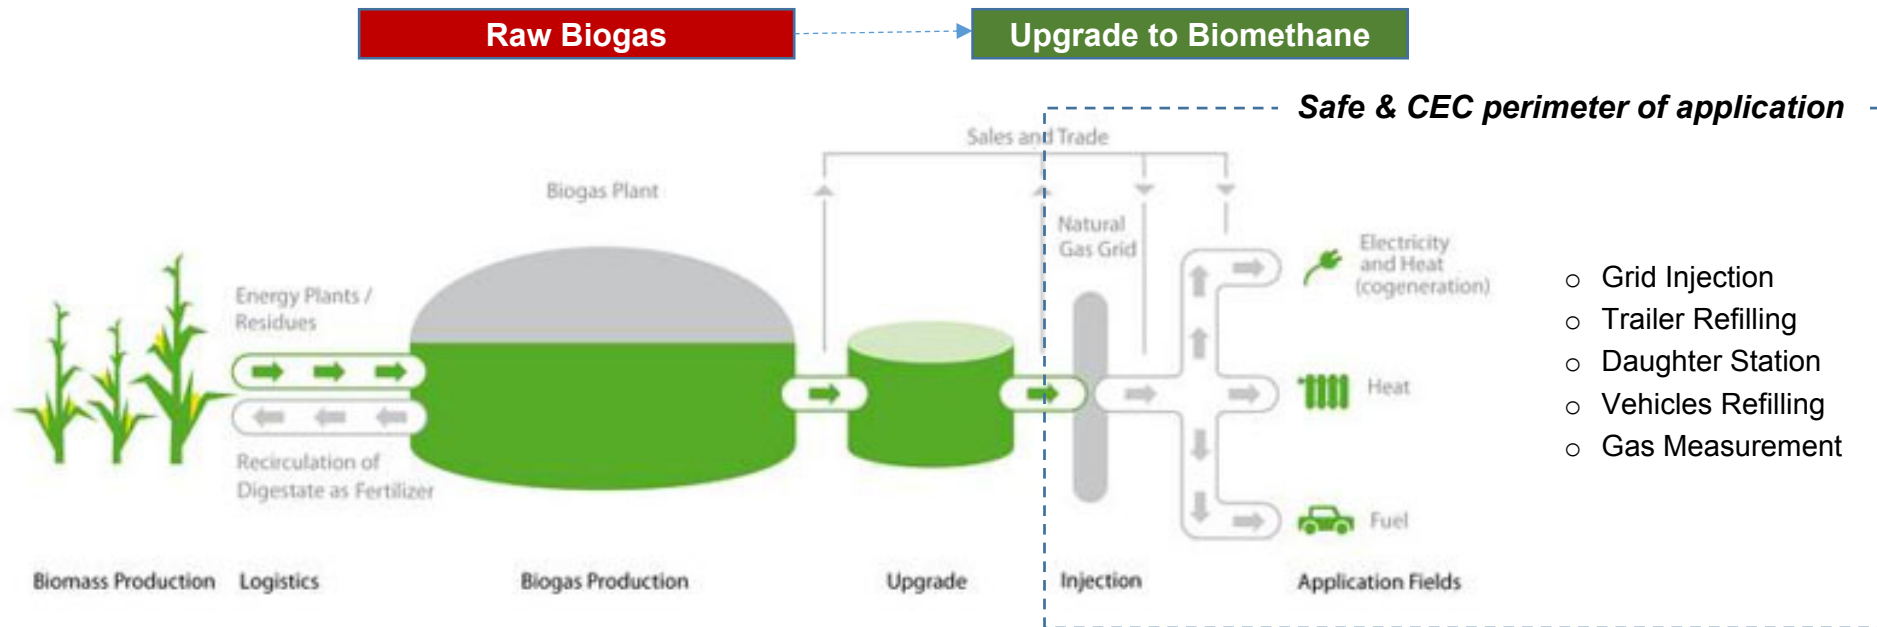 Raw Biogas
Upgrade to Biomethane
Safe & CEC perimeter of application
Sales and Trade
Biogas Plant
Natural
Gas Grid
Electricity
and Heat
(cogeneration)
Energy Plants /
Residues
Heat
Recirculation of
Digestate as Fertilizer
Fuel
○ Grid Injection
○ Trailer Refilling
○ Daughter Station
○ Vehicles Refilling
○ Gas Measurement
Biomass Production
Logistics
Biogas Production
Upgrade
Injection
Application Fields